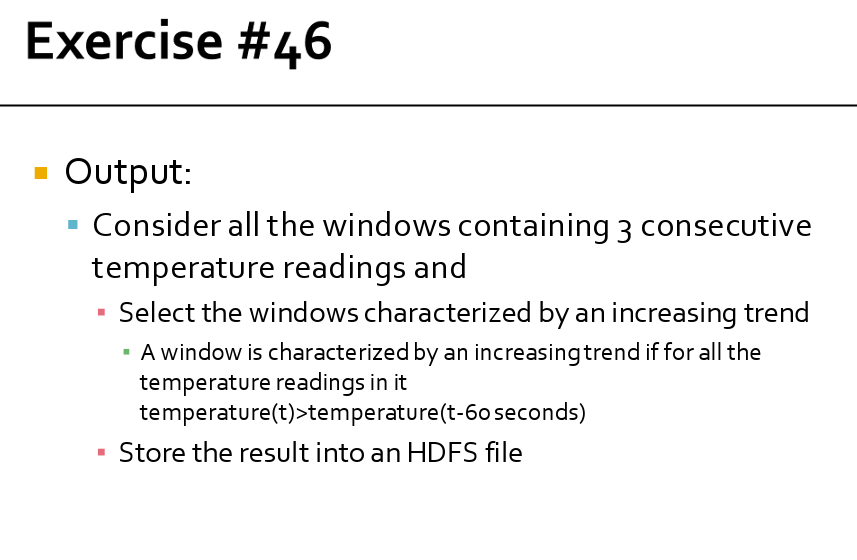 Exercise #46
Output:
Consider all the windows containing 3 consecutive
temperature readings and
Select the windows characterized by an increasing trend
A window is characterized by an increasing trend if for all the
temperature readings in it
temperature(t)>temperature(t-60 seconds)
Store the result into an HDFS file